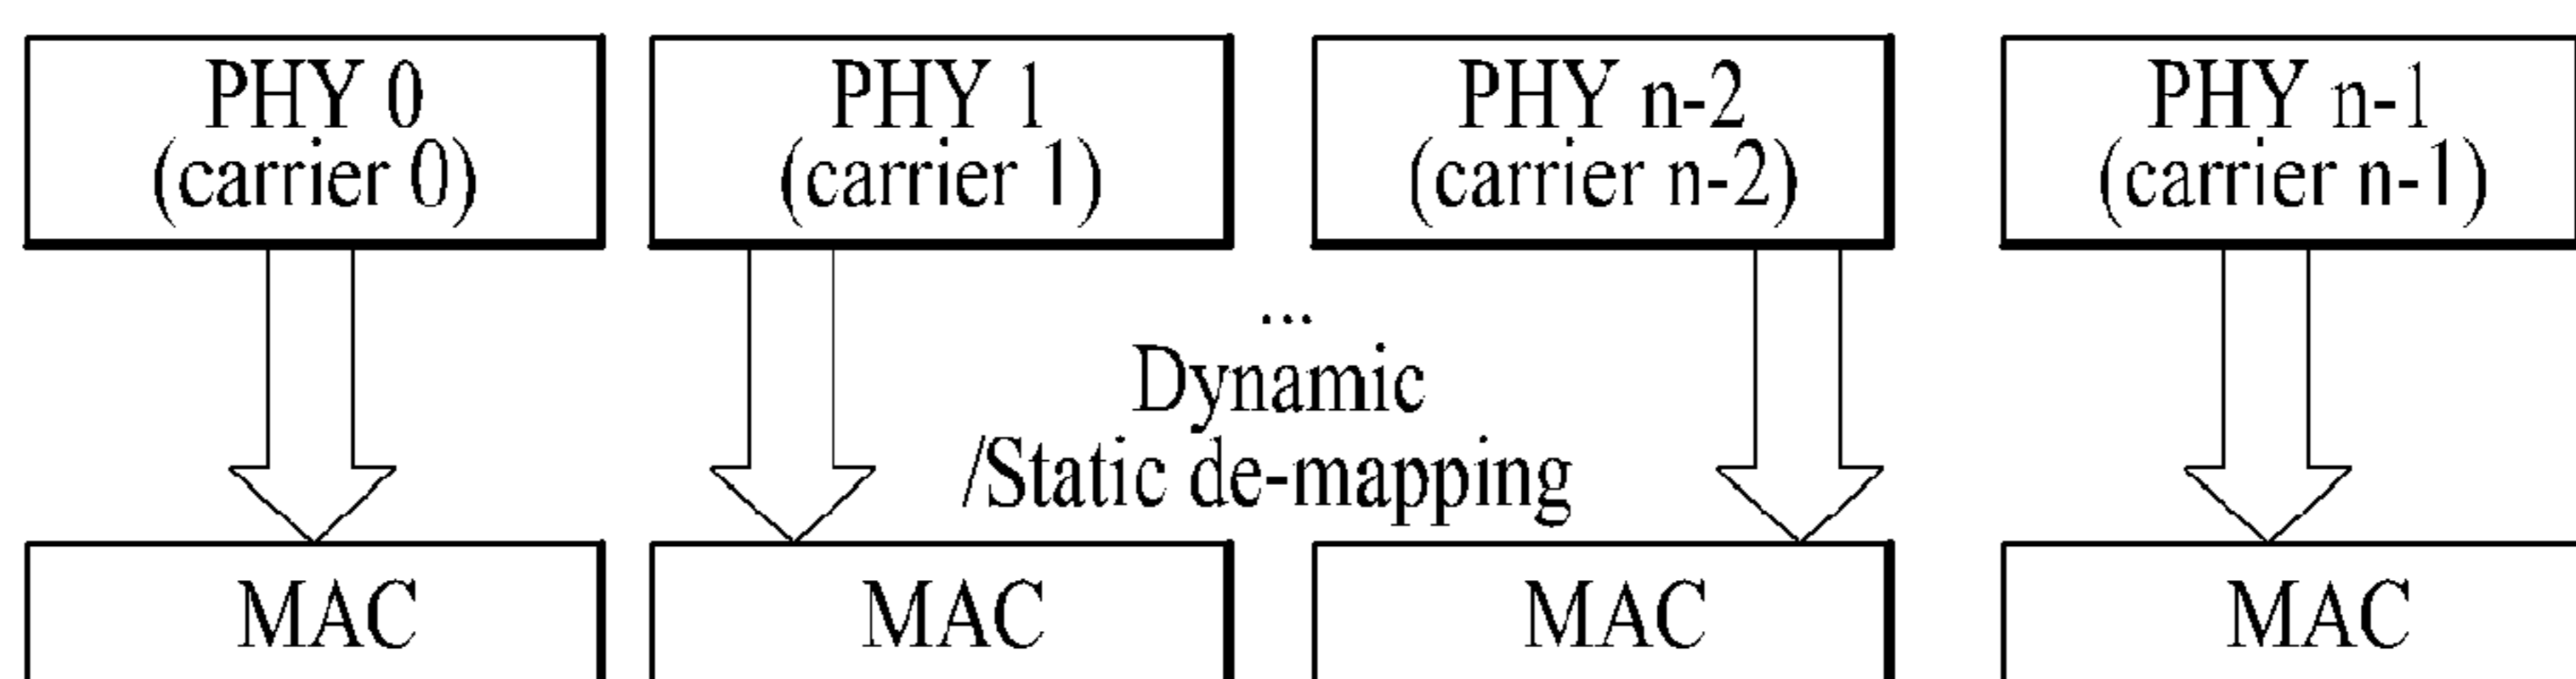 PHY 0
(carrier 0)
PHY 1
(carrier 1)
PHY n-2
(carrier n-2)
PHY n-1
(carrier n-1)
...
Dynamic
/Static de-mapping
MAC
MAC
MAC
MAC